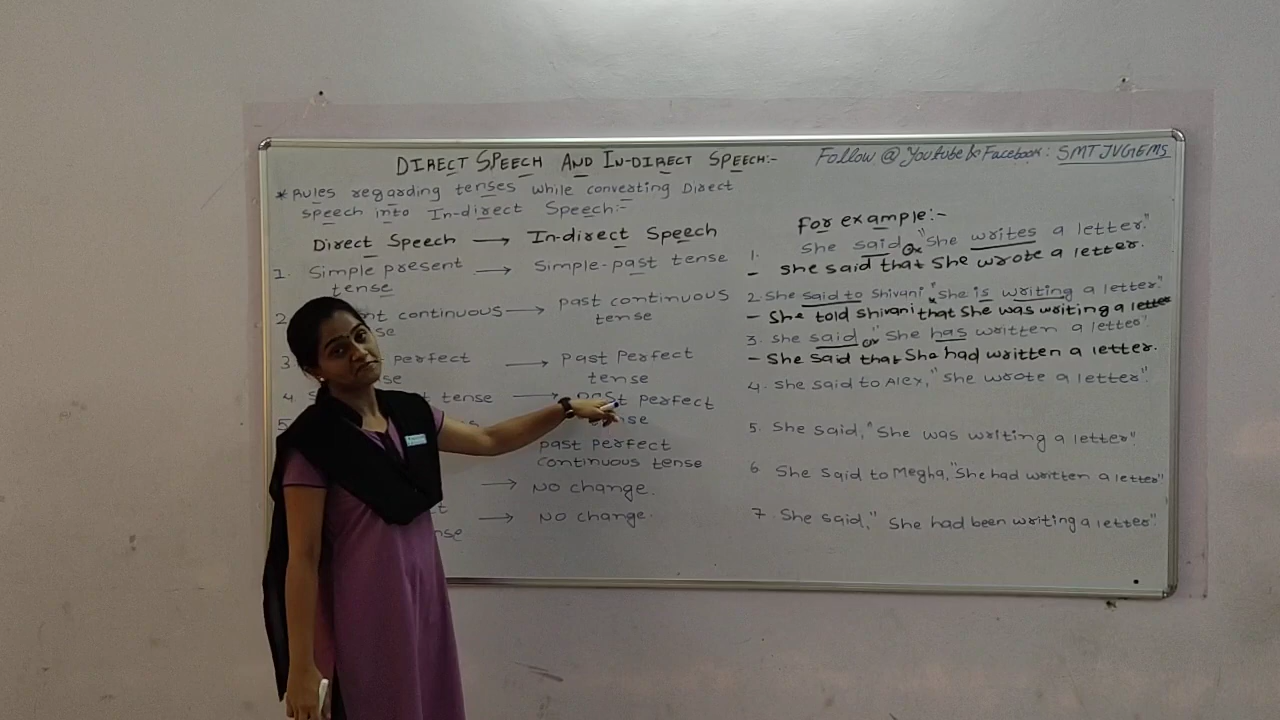 DIRECT SPEECH AND IN-DIRECT SPEECH:-
Follow @ Youtube & Facebook: SMTJVGEMS
* Rules regarding tenses while converting Direct
speech into In-direct Speech:-
Direct Speech → In-direct Speech
1. Simple present → Simple-past tense
tense
2 continuous → past continuous
tense
3 perfect → Past Perfect
tense
4. tense → past perfect
5
past perfect
continuous tense
→ NO change.
→ NO change.
For example:-
1. She said "She writes a letter."
- She said that She wrote a letter.
2. She said to Shivani "She is writing a letter."
- She told Shivani that She was writing a letter
3. She said "She has written a letter"
- She Said that She had written a letter.
4. She said to Alex, "She wrote a letter".
5. She said, "She was writing a letter"
6 She Said to Megha, "She had written a letter"
7. She said, "She had been writing a letter".